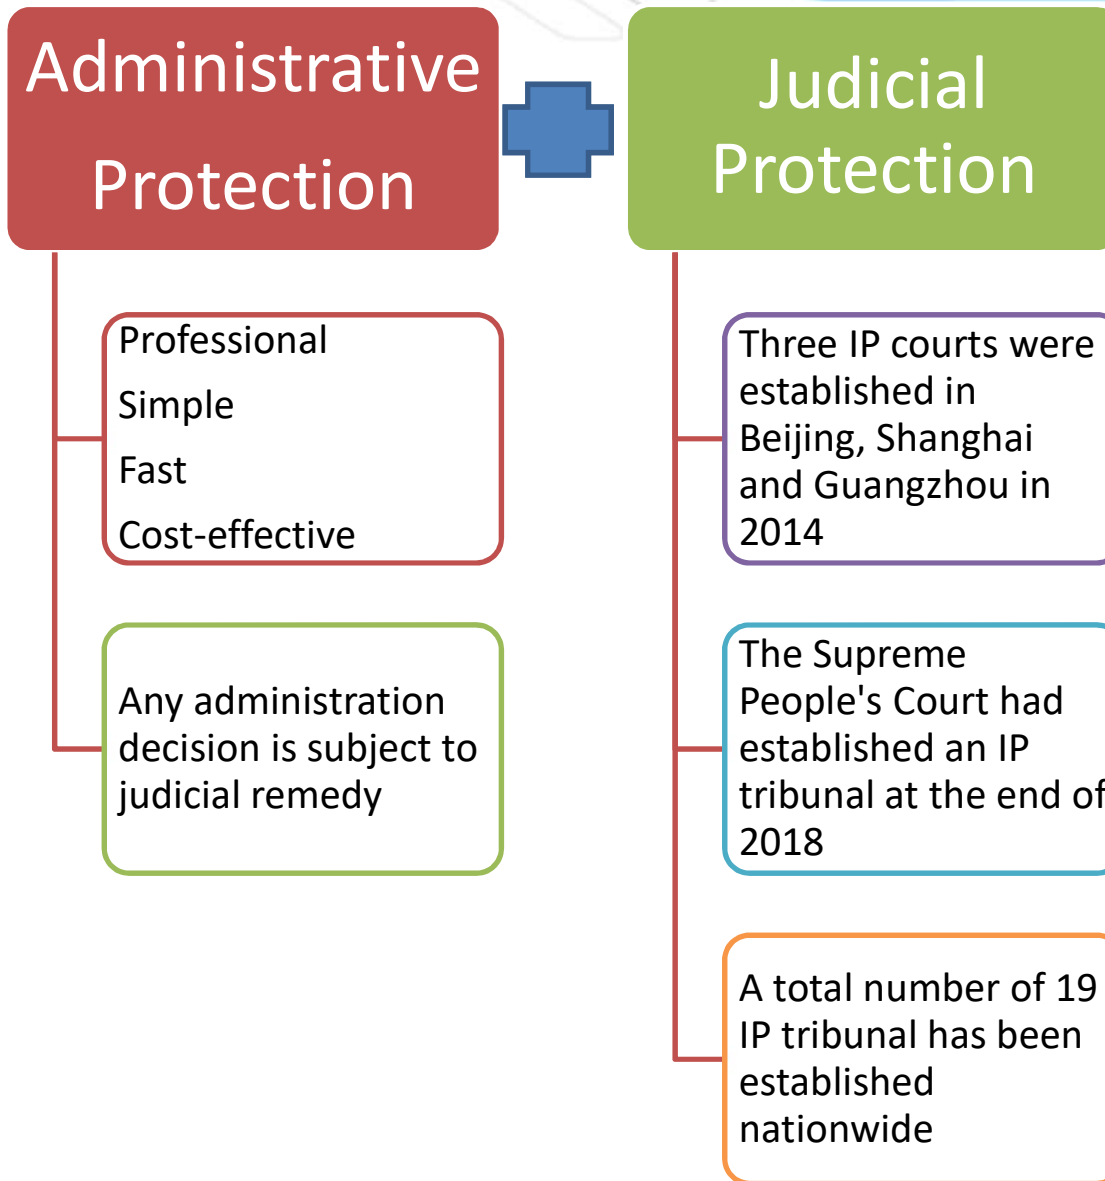 Administrative
Protection
Professional
Simple
Fast
Cost-effective
Any administration
decision is subject to
judicial remedy
Judicial
Protection
Three IP courts were
established in
Beijing, Shanghai
and Guangzhou in
2014
The Supreme
People's Court had
established an IP
tribunal at the end of
2018
A total number of 19
IP tribunal has been
established
nationwide